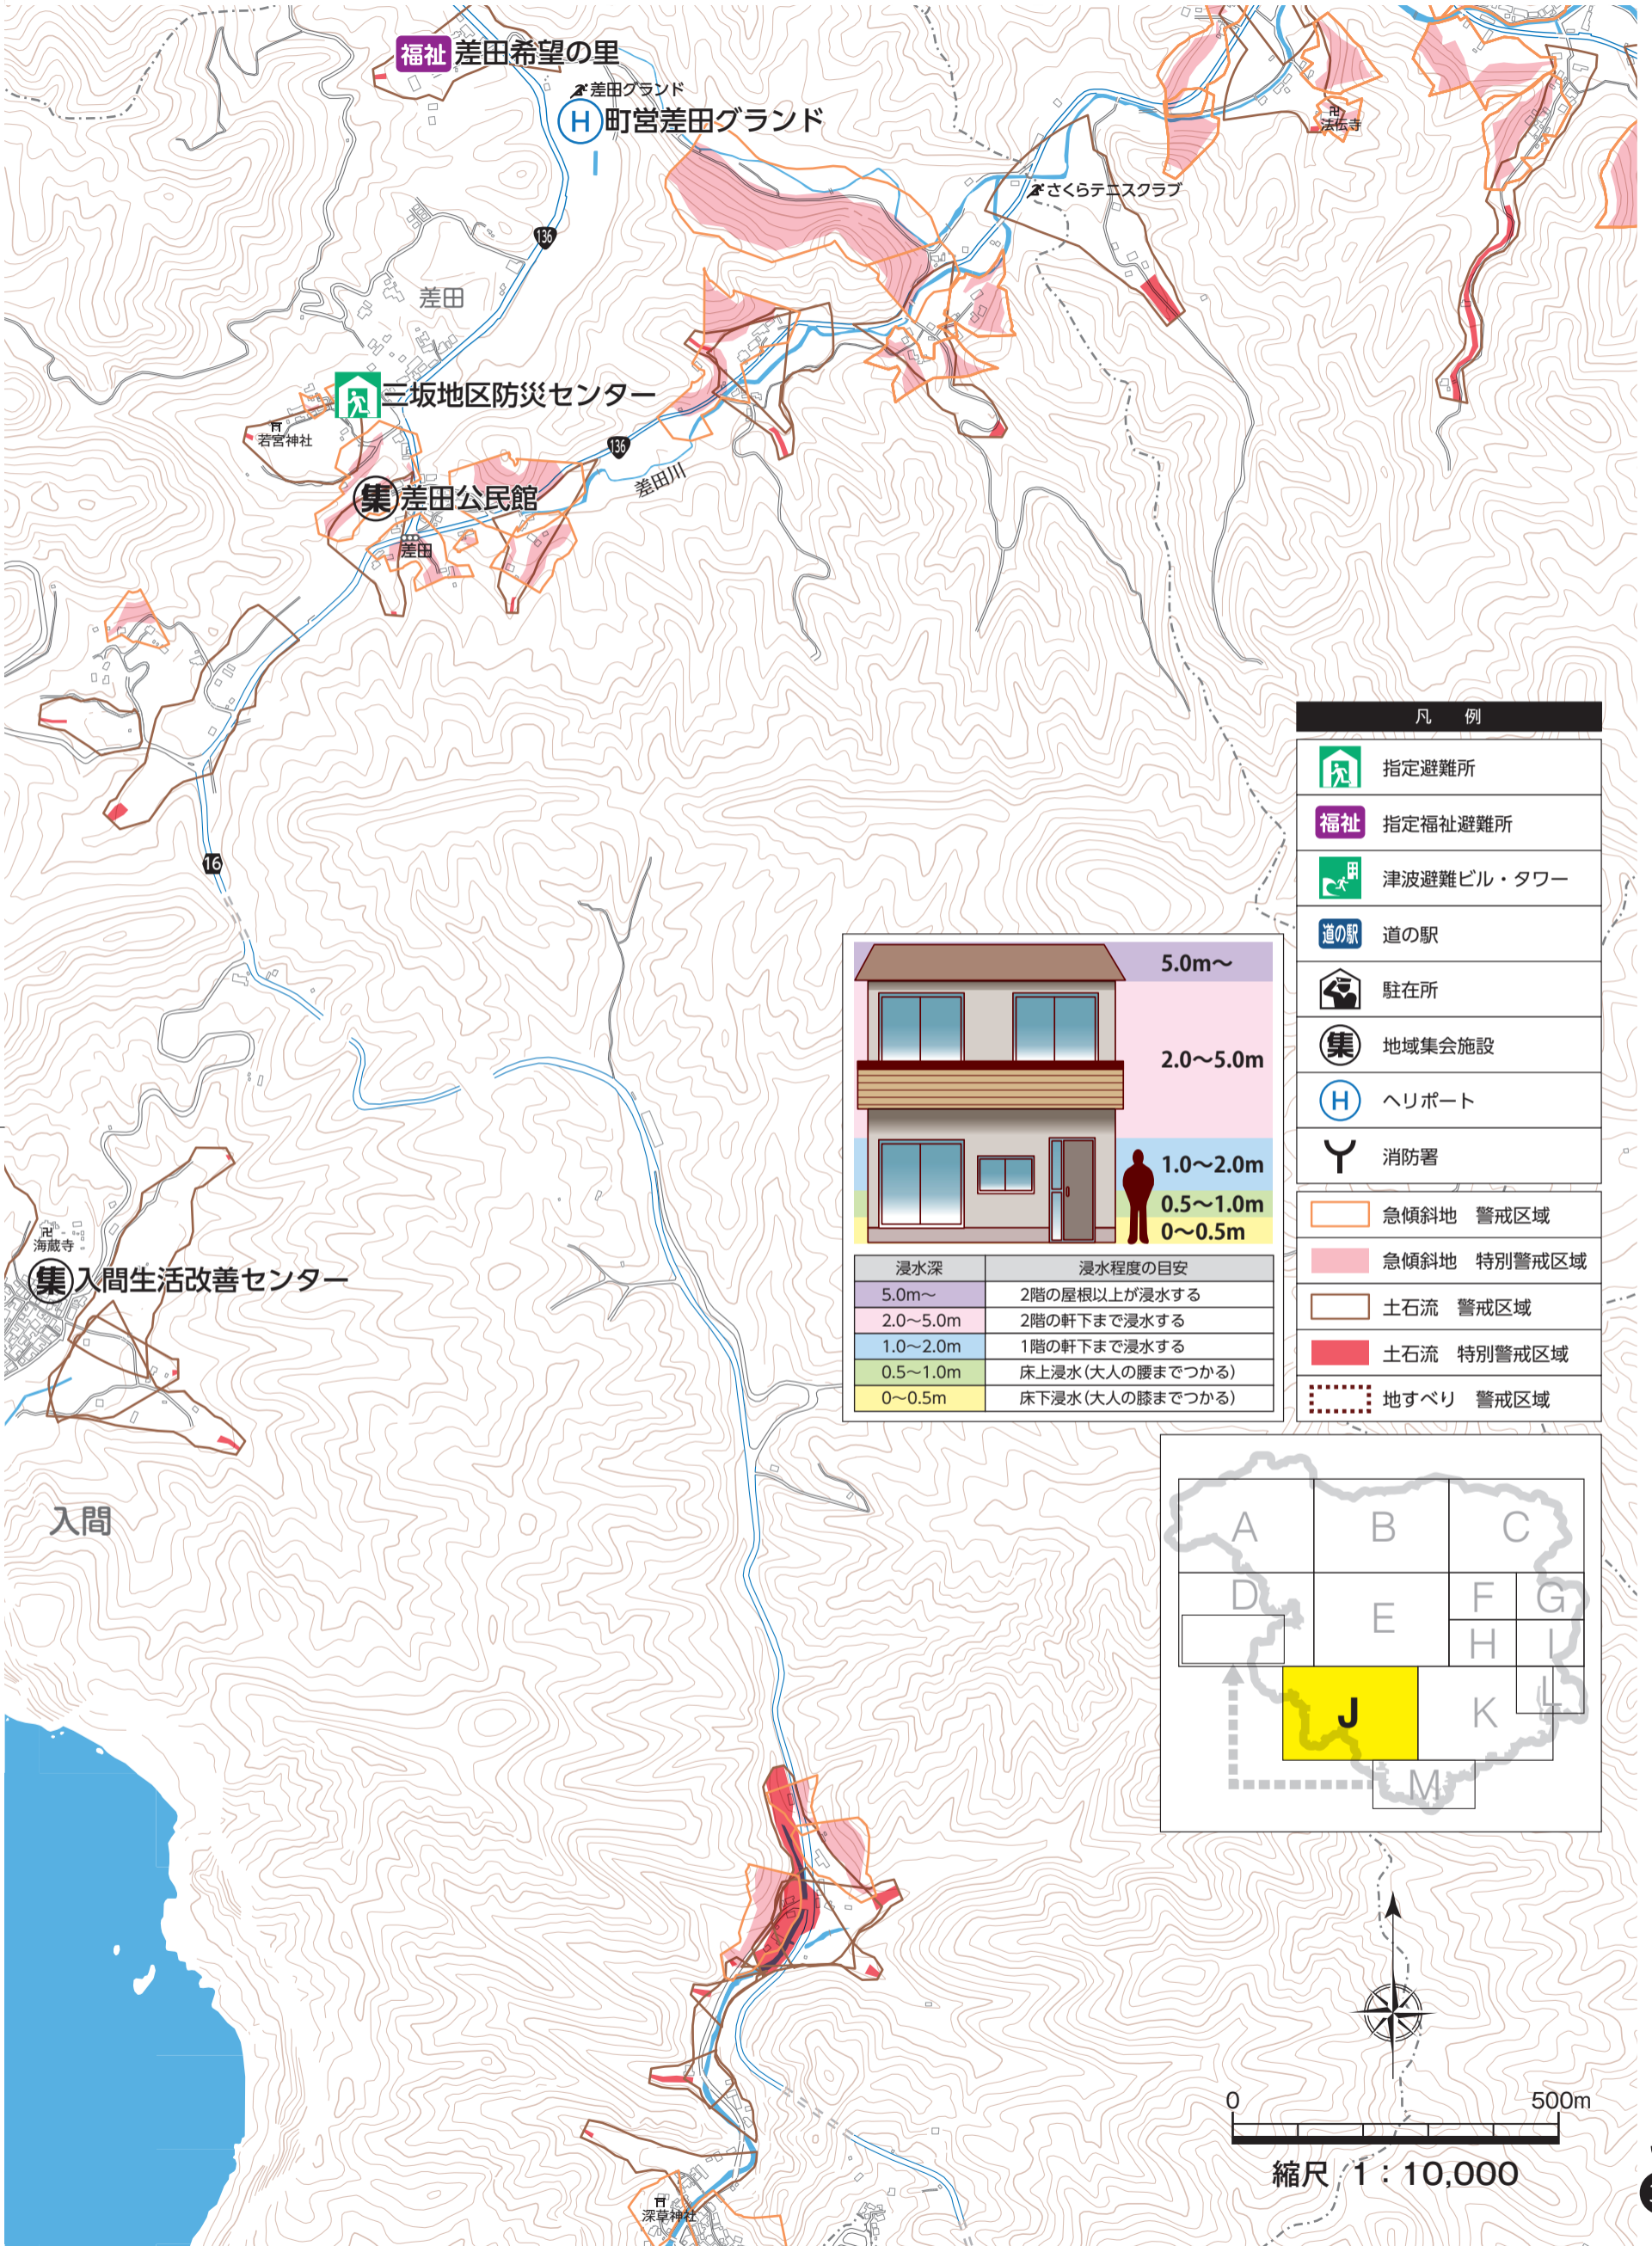 福祉 差田希望の里
差田グランド
H 町営差田グランド
法伝寺
さくらテニスクラブ
136
差田
三坂地区防災センター
若宮神社
136
差田川
集 差田公民館
差田
16
海蔵寺
集 入間生活改善センター
入間
深草神社
凡 例
指定避難所
福祉 指定福祉避難所
津波避難ビル・タワー
道の駅 道の駅
駐在所
集 地域集会施設
H ヘリポート
消防署
急傾斜地 警戒区域
急傾斜地 特別警戒区域
土石流 警戒区域
土石流 特別警戒区域
地すべり 警戒区域
5.0m〜
2.0〜5.0m
1.0〜2.0m
0.5〜1.0m
0〜0.5m
浸水深 浸水程度の目安
5.0m〜 2階の屋根以上が浸水する
2.0〜5.0m 2階の軒下まで浸水する
1.0〜2.0m 1階の軒下まで浸水する
0.5〜1.0m 床上浸水(大人の腰までつかる)
0〜0.5m 床下浸水(大人の膝までつかる)
A B C
D E F G
H I
J K L
M
0 500m
縮尺 1:10,000